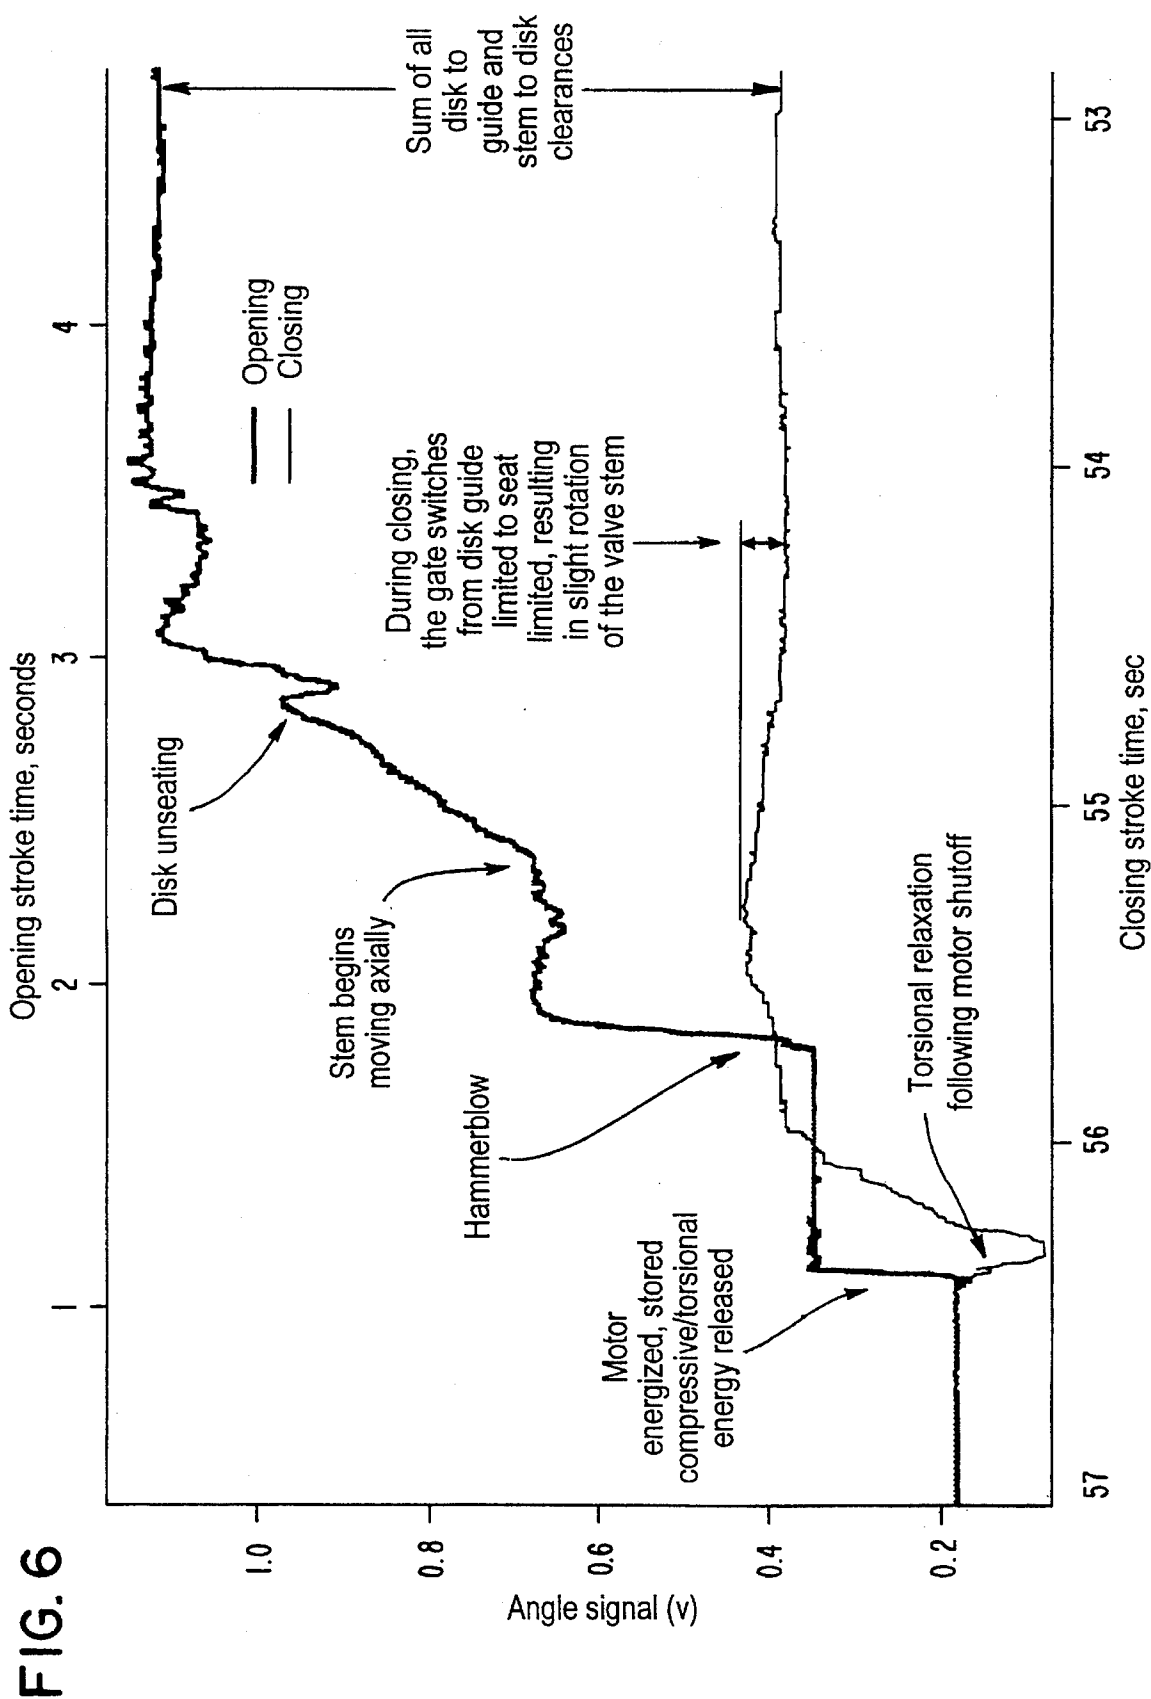 FIG. 6
Opening stroke time, seconds
1
2
3
4
Angle signal (v)
1.0
0.8
0.6
0.4
0.2
Disk unseating
Stem begins
moving axially
Hammerblow
Motor
energized, stored
compressive/torsional
energy released
Opening
Closing
During closing,
the gate switches
from disk guide
limited to seat
limited, resulting
in slight rotation
of the valve stem
Sum of all
disk to
guide and
stem to disk
clearances
Torsional relaxation
following motor shutoff
57
56
55
54
53
Closing stroke time, sec